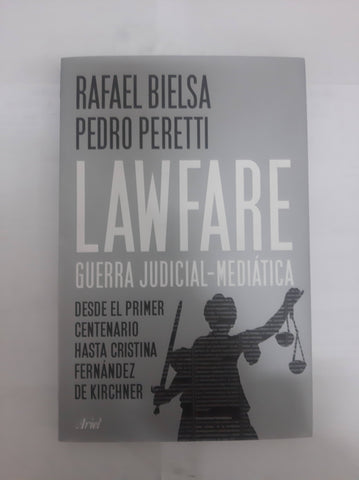 RAFAEL BIELSA
PEDRO PERETTI
LAWFARE
GUERRA JUDICIAL-MEDIÁTICA
DESDE EL PRIMER
CENTENARIO
HASTA CRISTINA
FERNÁNDEZ
DE KIRCHNER
Ariel